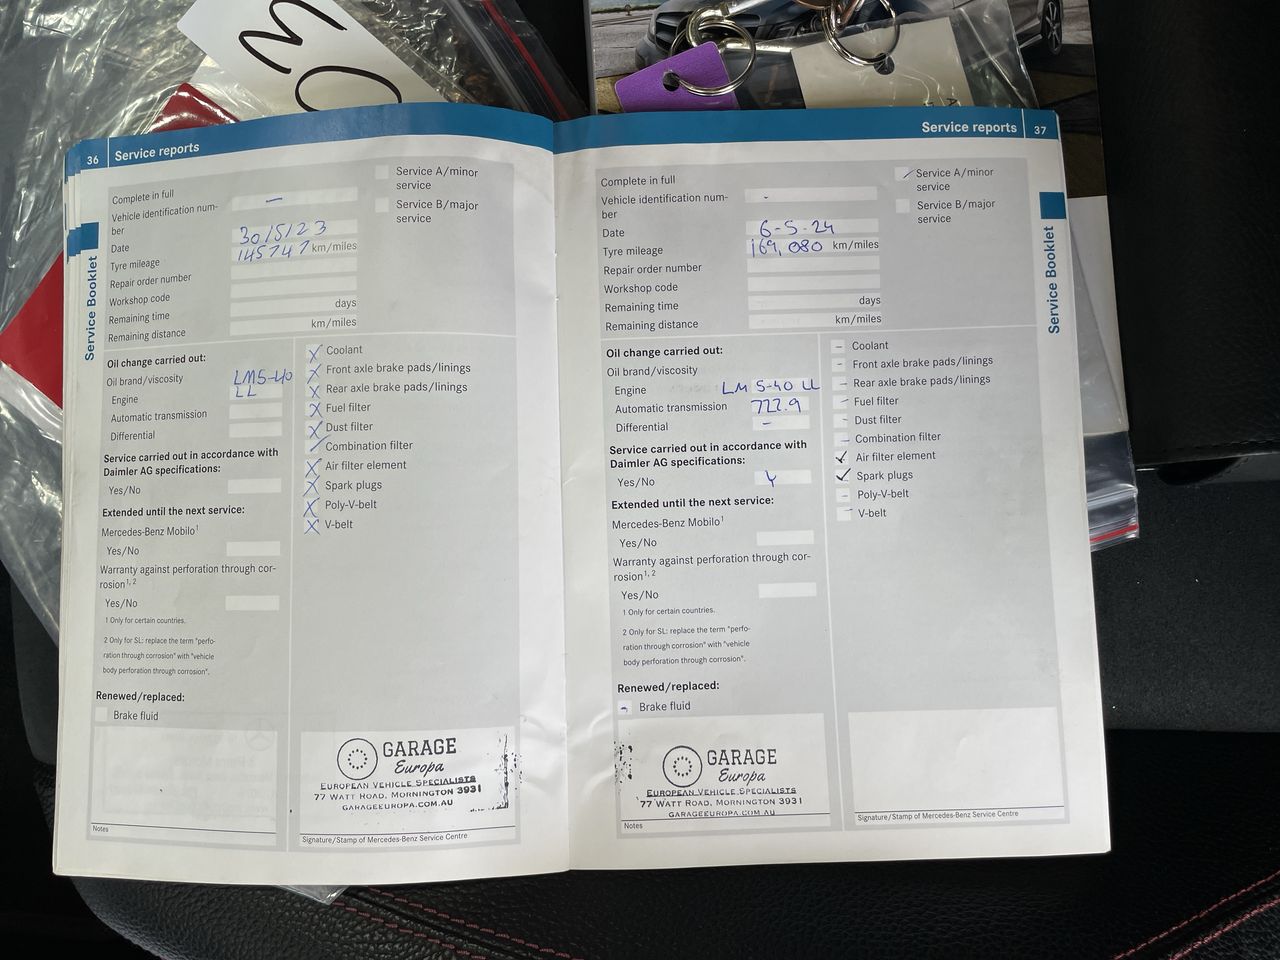 36 Service reports
Complete in full
Service A/minor
service
Vehicle identification num-
ber
-
Service B/major
service
Date 30/5/23
Tyre mileage 145747 km/miles
Repair order number
Workshop code
Remaining time days
Remaining distance km/miles
Oil change carried out:
Oil brand/viscosity LM5-40
Engine LL
Automatic transmission
Differential
Service carried out in accordance with
Daimler AG specifications:
Yes/No
Extended until the next service:
Mercedes-Benz Mobilo1
Yes/No
Warranty against perforation through cor-
rosion1, 2
Yes/No
1 Only for certain countries.
2 Only for SL: replace the term "perfo-
ration through corrosion" with "vehicle
body perforation through corrosion".
Renewed/replaced:
Brake fluid
Notes
X Coolant
X Front axle brake pads/linings
X Rear axle brake pads/linings
X Fuel filter
X Dust filter
Combination filter
X Air filter element
X Spark plugs
X Poly-V-belt
X V-belt
GARAGE
Europa
EUROPEAN VEHICLE SPECIALISTS
77 WATT ROAD, MORNINGTON 3931
GARAGEEUROPA.COM.AU
Signature/Stamp of Mercedes-Benz Service Centre
Service Booklet
Service reports 37
Complete in full
Service A/minor
service
Vehicle identification num-
ber
-
Service B/major
service
Date 6-5-24
Tyre mileage 169,080 km/miles
Repair order number
Workshop code
Remaining time days
Remaining distance km/miles
Oil change carried out:
Oil brand/viscosity
Engine LM 5-40 LL
Automatic transmission 722.9
Differential -
Service carried out in accordance with
Daimler AG specifications:
Yes/No Y
Extended until the next service:
Mercedes-Benz Mobilo1
Yes/No
Warranty against perforation through cor-
rosion1, 2
Yes/No
1 Only for certain countries.
2 Only for SL: replace the term "perfo-
ration through corrosion" with "vehicle
body perforation through corrosion".
Renewed/replaced:
- Brake fluid
GARAGE
Europa
EUROPEAN VEHICLE SPECIALISTS
77 WATT ROAD, MORNINGTON 3931
GARAGEEUROPA.COM.AU
Notes
- Coolant
- Front axle brake pads/linings
- Rear axle brake pads/linings
- Fuel filter
- Dust filter
- Combination filter
✓ Air filter element
✓ Spark plugs
- Poly-V-belt
- V-belt
Signature/Stamp of Mercedes-Benz Service Centre
Service Booklet